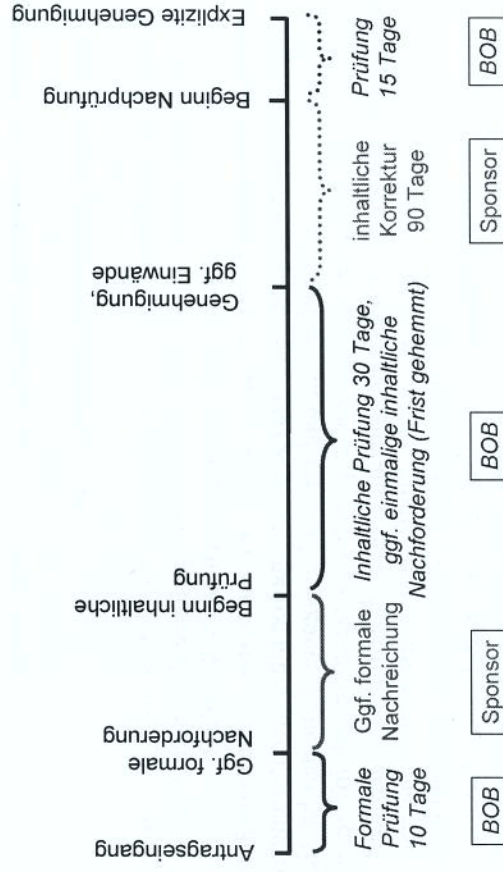 Antragseingang
Ggf. formale
Nachforderung
Beginn inhaltliche
Prüfung
Genehmigung,
ggf. Einwände
Beginn Nachprüfung
Explizite Genehmigung
Formale
Prüfung
10 Tage
Ggf. formale
Nachreichung
Inhaltliche Prüfung 30 Tage,
ggf. einmalige inhaltliche
Nachforderung (Frist gehemmt)
inhaltliche
Korrektur
90 Tage
Prüfung
15 Tage
BOB
Sponsor
BOB
Sponsor
BOB